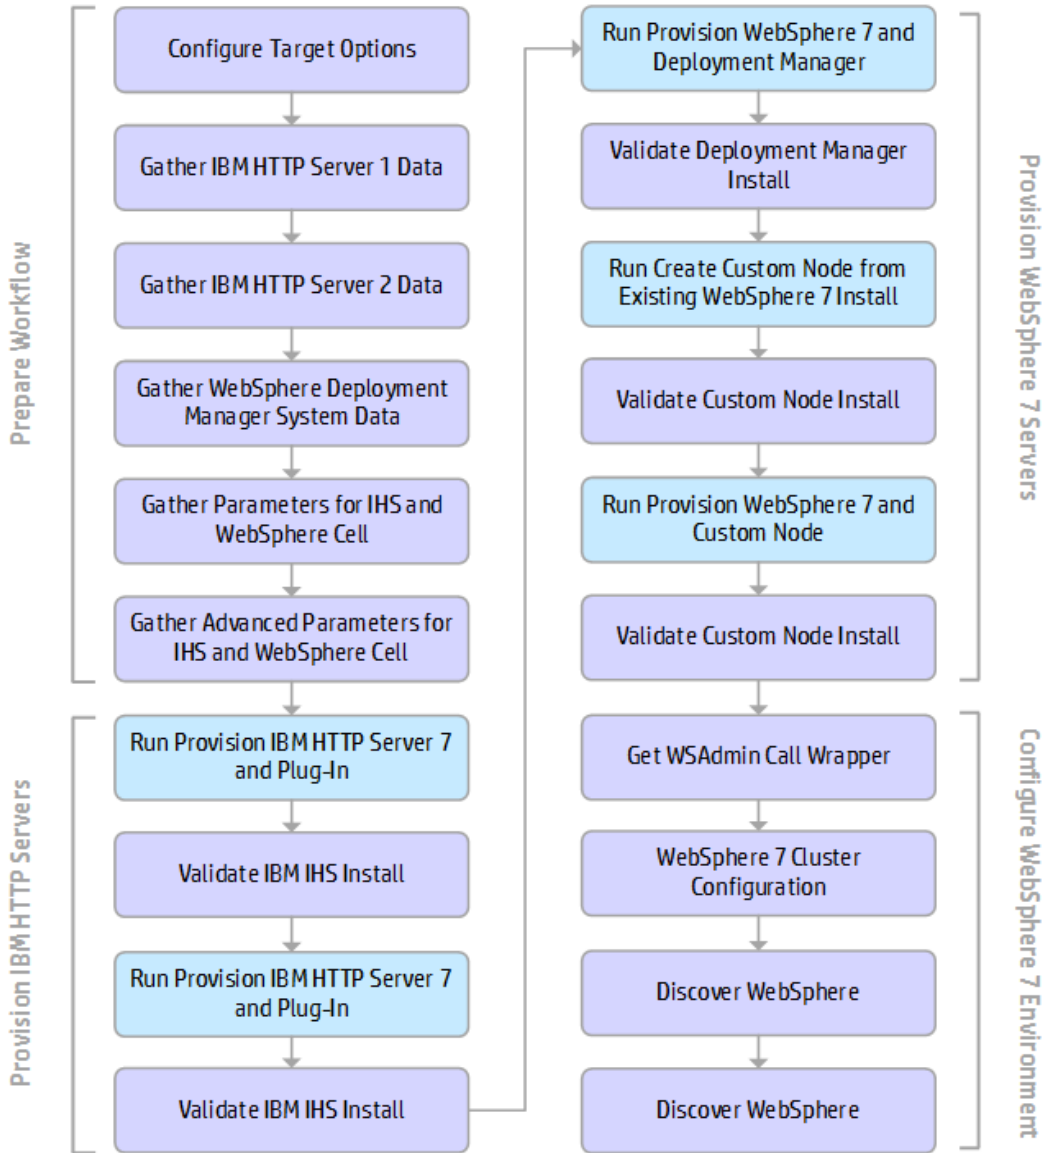 Prepare Workflow
Configure Target Options
Gather IBM HTTP Server 1 Data
Gather IBM HTTP Server 2 Data
Gather WebSphere Deployment
Manager System Data
Gather Parameters for IHS and
WebSphere Cell
Gather Advanced Parameters for
IHS and WebSphere Cell
Provision IBM HTTP Servers
Run Provision IBM HTTP Server 7
and Plug-In
Validate IBM IHS Install
Run Provision IBM HTTP Server 7
and Plug-In
Validate IBM IHS Install
Provision WebSphere 7 Servers
Run Provision WebSphere 7 and
Deployment Manager
Validate Deployment Manager
Install
Run Create Custom Node from
Existing WebSphere 7 Install
Validate Custom Node Install
Run Provision WebSphere 7 and
Custom Node
Validate Custom Node Install
Configure WebSphere 7 Environment
Get WSAdmin Call Wrapper
WebSphere 7 Cluster
Configuration
Discover WebSphere
Discover WebSphere